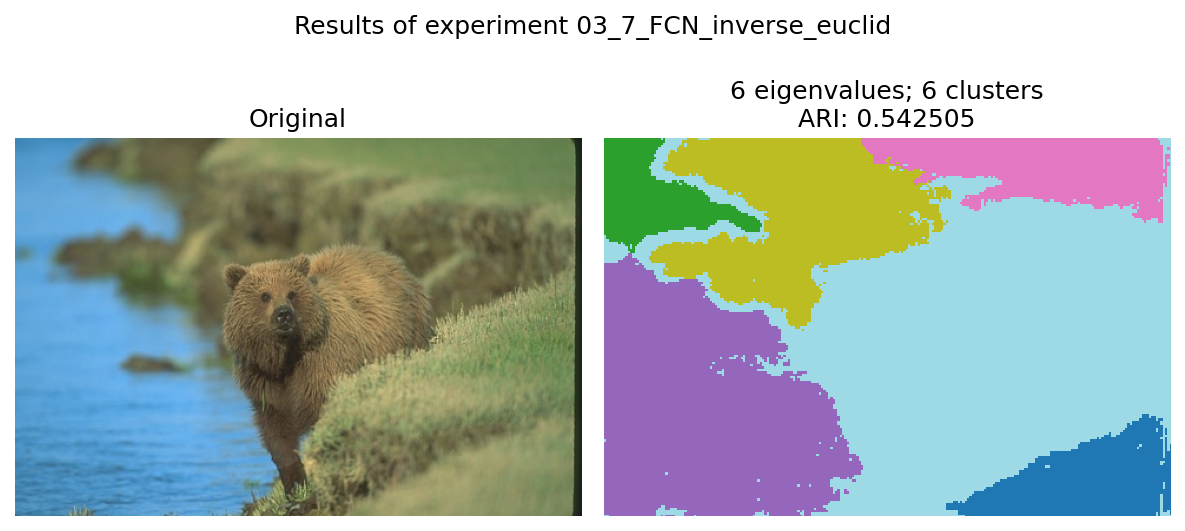 Results of experiment 03_7_FCN_inverse_euclid
Original
6 eigenvalues; 6 clusters
ARI: 0.542505